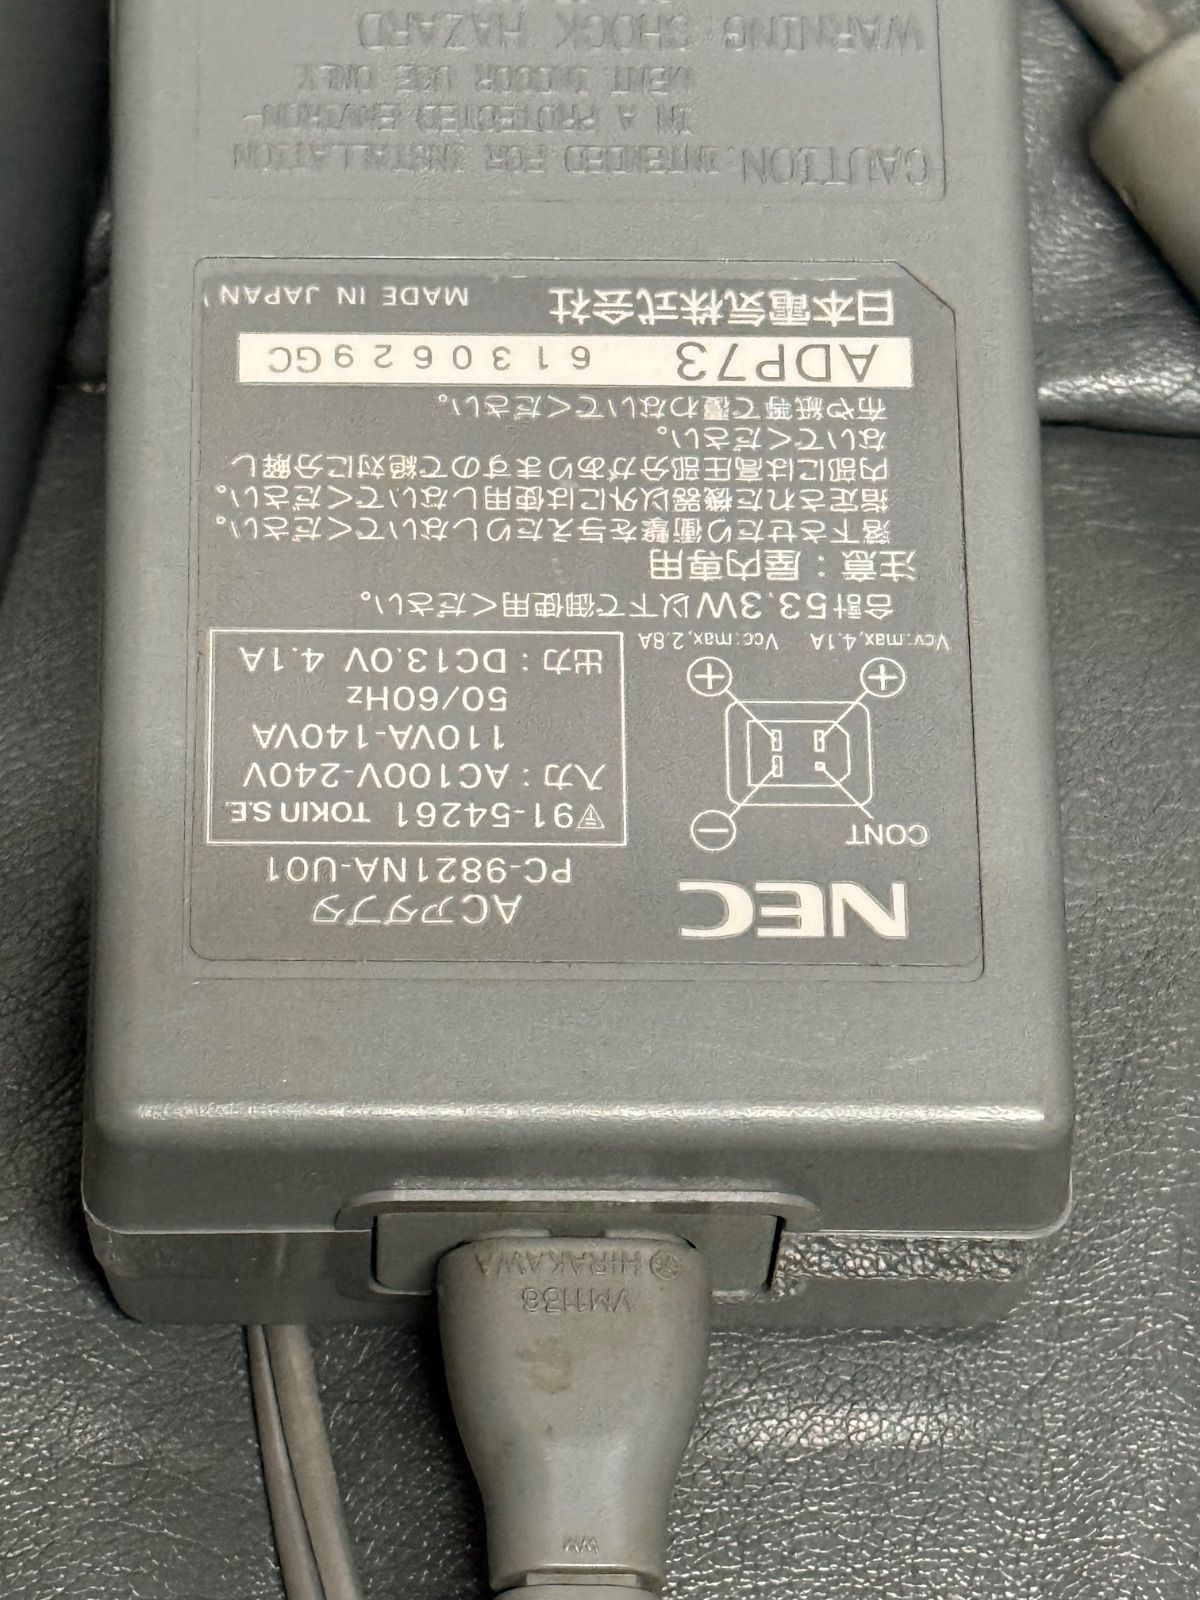 NEC
ACアダプタ
PC-9821NA-U01
CONT
91-54261 TOKIN S.E.
入力：AC100V-240V
110VA-140VA
50/60Hz
出力：DC13.0V 4.1A
Vcv:max,4.1A Vcc:max,2.8A
合計53.3W以下で御使用ください。
注意：屋内専用
落下させたり衝撃を与えたりしないでください。
指定された機器以外には使用しないでください。
内部には高圧部分がありますので絶対に分解し
ないでください。
布や紙等で覆わないでください。
ADP73 6130629GC
日本電気株式会社 MADE IN JAPAN
CAUTION:INTENDED FOR INSTALLATION
IN A PROTECTED ENVIRON-
MENT INDOOR USE ONLY
WARNING SHOCK HAZARD
HIRAKAWA
VM1138